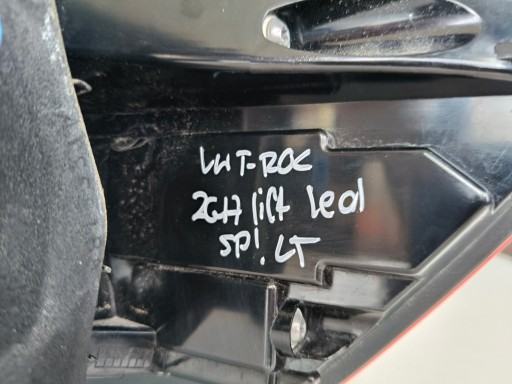 VW T-ROC
2GA lift Led
SP! LT